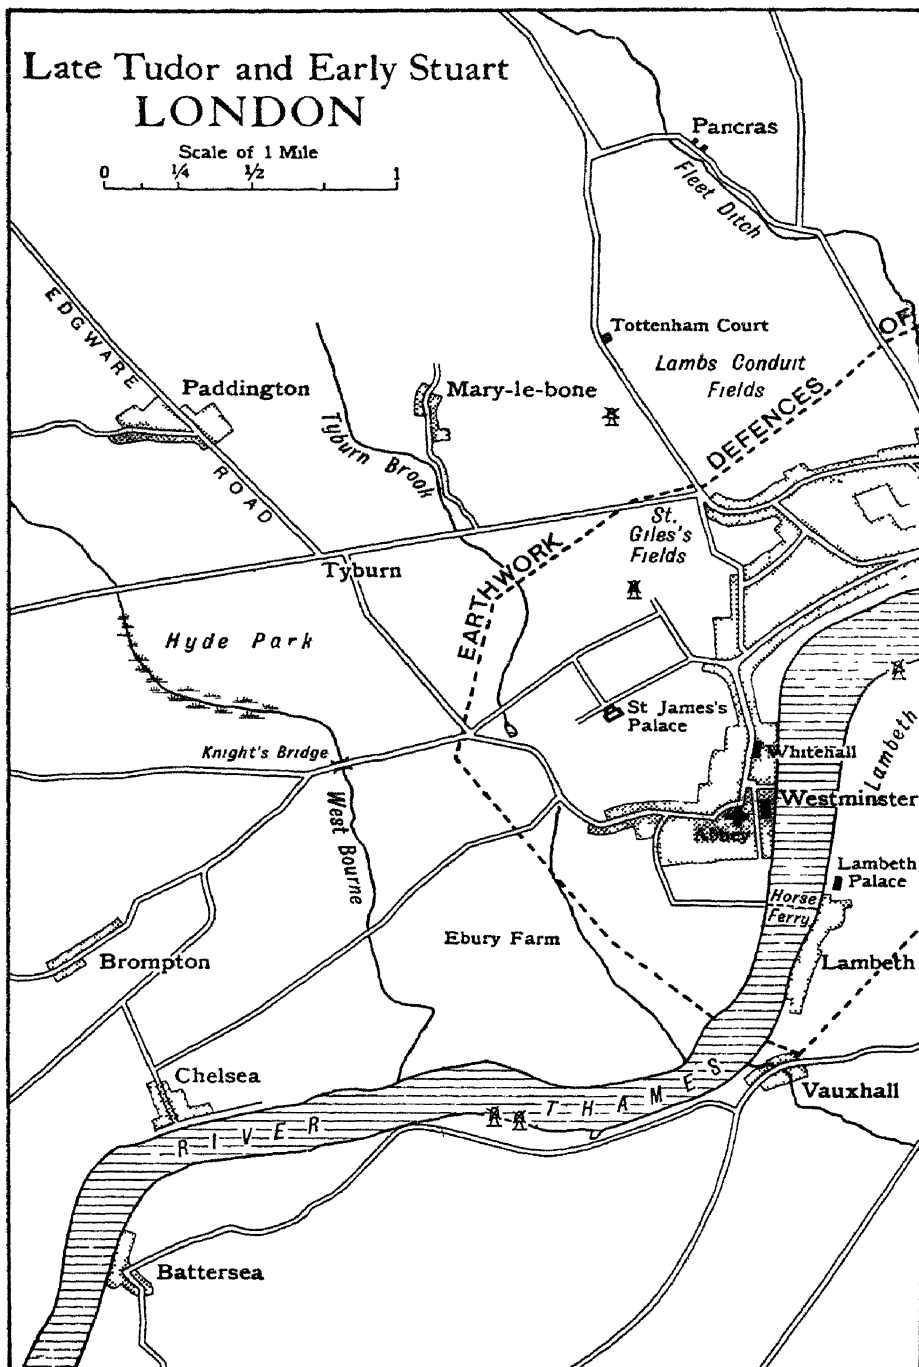 Late Tudor and Early Stuart
LONDON
Scale of 1 Mile
0 ¼ ½ 1
Pancras
Fleet Ditch
EDGWARE ROAD
Tottenham Court
Lambs Conduit
Fields
Paddington
Mary-le-bone
Tyburn Brook
EARTHWORK DEFENCES OF
St.
Giles's
Fields
Tyburn
Hyde Park
St James's
Palace
Knight's Bridge
Whitehall
Lambeth
West Bourne
Westminster
Abbey
Lambeth
Palace
Horse
Ferry
Ebury Farm
Brompton
Lambeth
Chelsea
Vauxhall
RIVER THAMES
Battersea